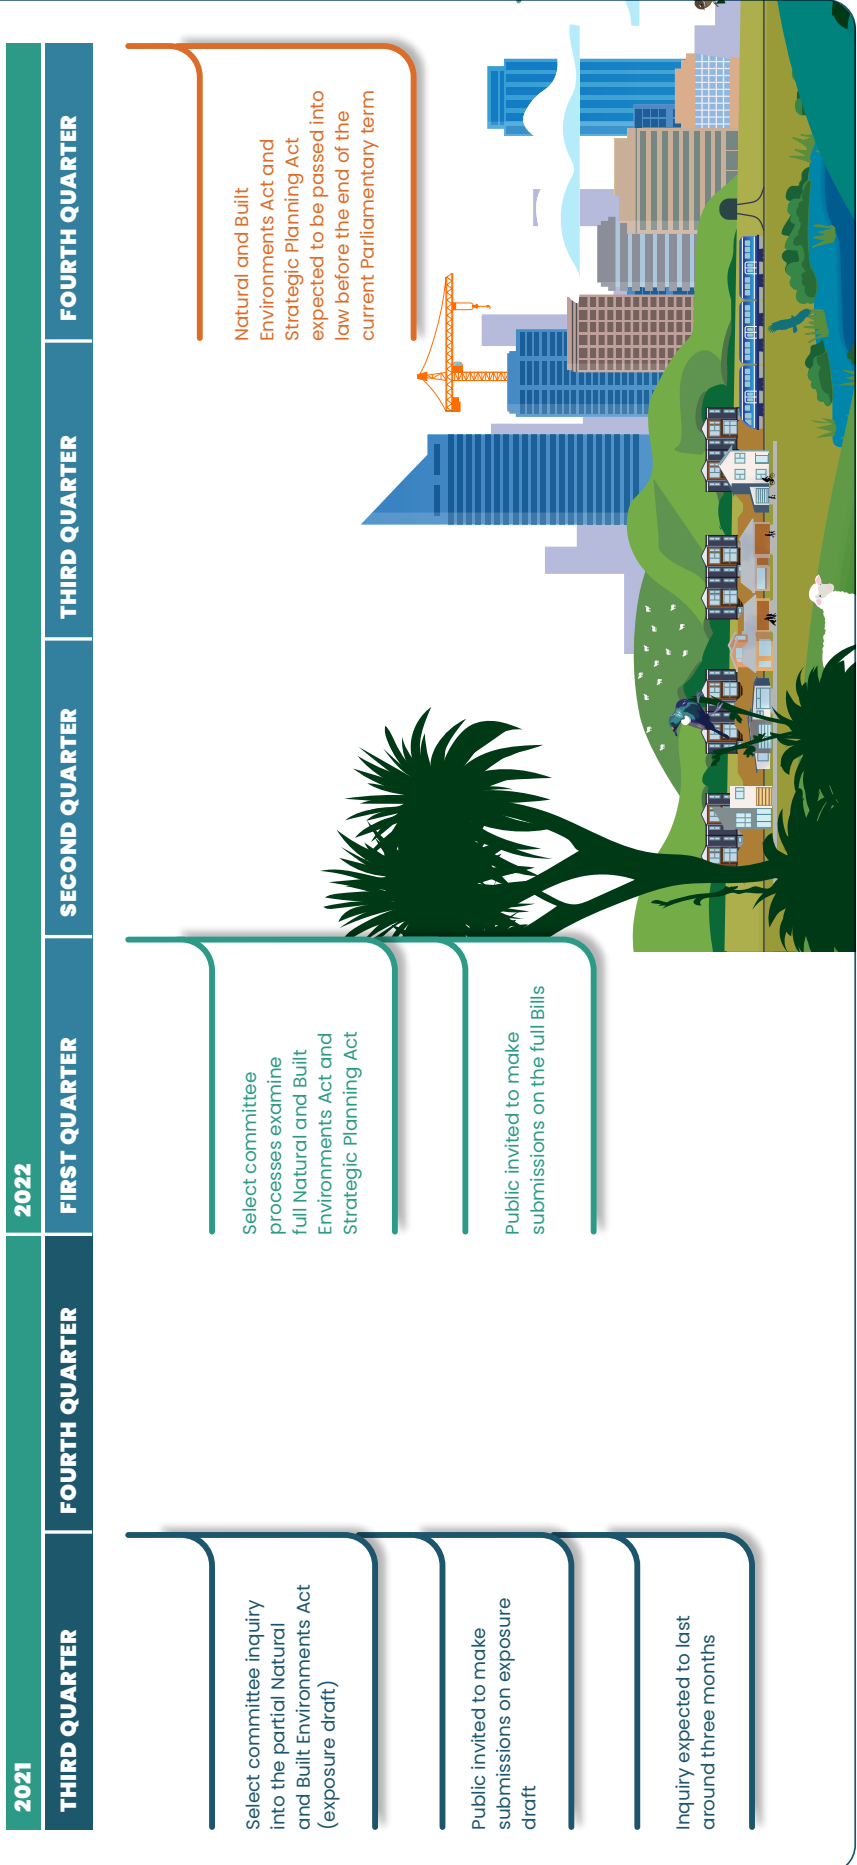 2021
2022
THIRD QUARTER
FOURTH QUARTER
FIRST QUARTER
SECOND QUARTER
THIRD QUARTER
FOURTH QUARTER
Select committee inquiry
into the partial Natural
and Built Environments Act
(exposure draft)
Public invited to make
submissions on exposure
draft
Inquiry expected to last
around three months
Select committee
processes examine
full Natural and Built
Environments Act and
Strategic Planning Act
Public invited to make
submissions on the full Bills
Natural and Built
Environments Act and
Strategic Planning Act
expected to be passed into
law before the end of the
current Parliamentary term